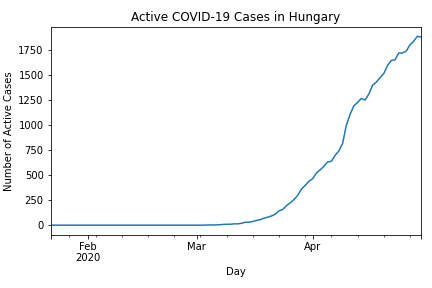 Active COVID-19 Cases in Hungary
Number of Active Cases
1750
1500
1250
1000
750
500
250
0
Feb
2020
Mar
Apr
Day